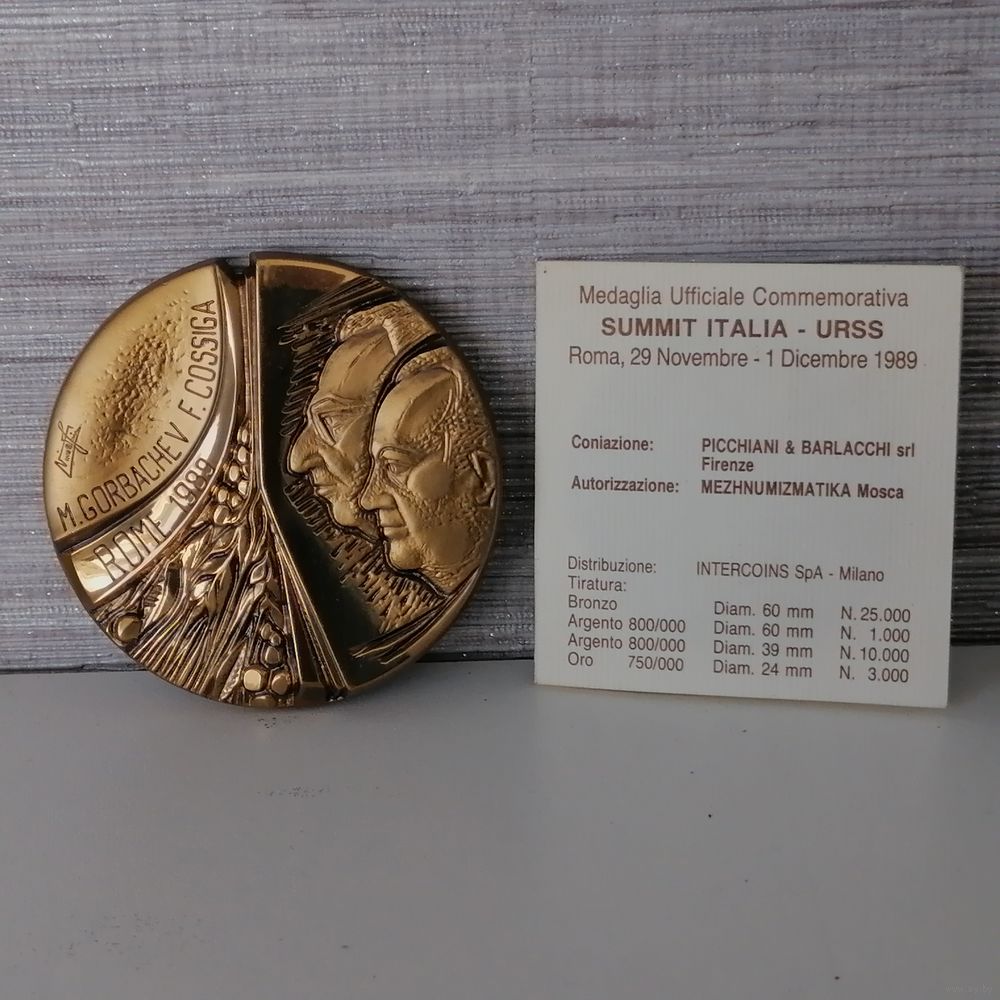 M. GORBACHEV F. COSSIGA
ROME 1989
Medaglia Ufficiale Commemorativa
SUMMIT ITALIA - URSS
Roma, 29 Novembre - 1 Dicembre 1989
Coniazione: PICCHIANI & BARLACCHI srl
Firenze
Autorizzazione: MEZHNUMIZMATIKA Mosca
Distribuzione: INTERCOINS SpA - Milano
Tiratura:
Bronzo Diam. 60 mm N. 25.000
Argento 800/000 Diam. 60 mm N. 1.000
Argento 800/000 Diam. 39 mm N. 10.000
Oro 750/000 Diam. 24 mm N. 3.000